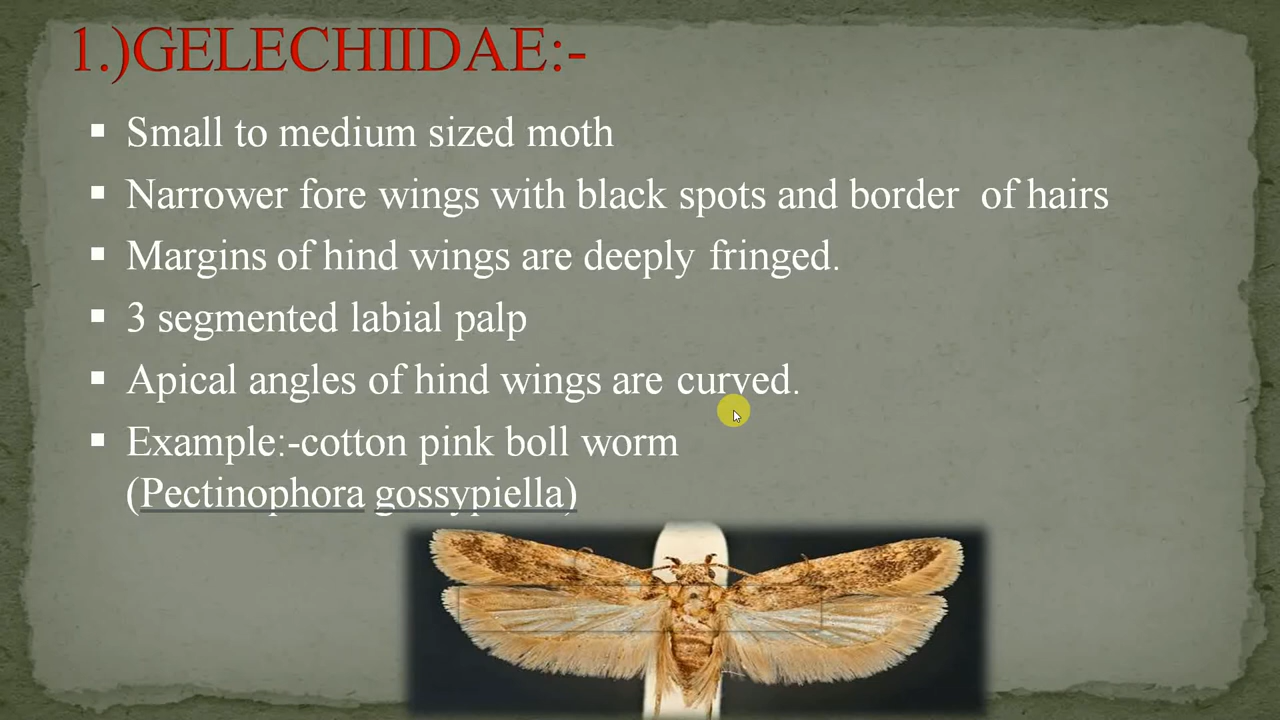 1.)GELECHIIDAE:-
Small to medium sized moth
Narrower fore wings with black spots and border of hairs
Margins of hind wings are deeply fringed.
3 segmented labial palp
Apical angles of hind wings are curved.
Example:-cotton pink boll worm
(Pectinophora gossypiella)